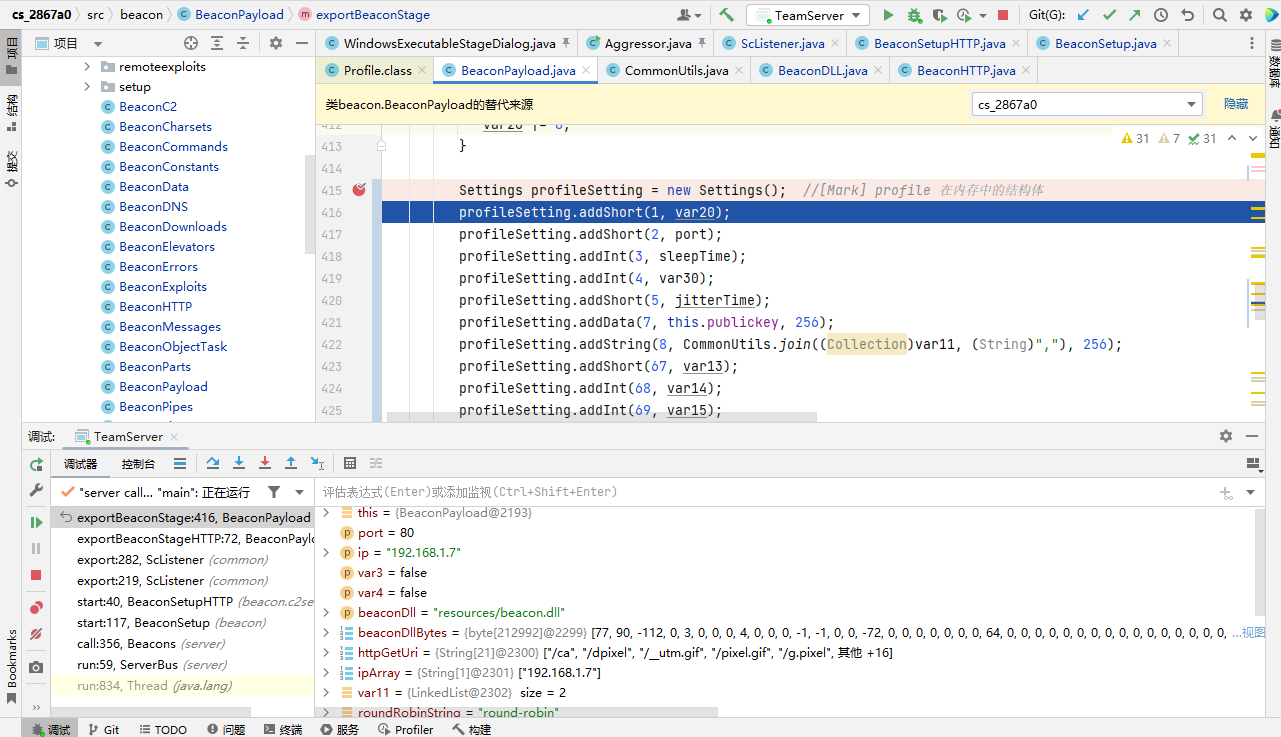 cs_2867a0 src beacon BeaconPayload exportBeaconStage TeamServer Git(G):
项目 WindowsExecutableStageDialog.java Aggressor.java ScListener.java BeaconSetupHTTP.java BeaconSetup.java
Profile.class BeaconPayload.java CommonUtils.java BeaconDLL.java BeaconHTTP.java
类beacon.BeaconPayload的替代来源 cs_2867a0 隐藏
项目
结构
提交
Bookmarks
数据库
通知
remoteexploits
setup
BeaconC2
BeaconCharsets
BeaconCommands
BeaconConstants
BeaconData
BeaconDNS
BeaconDownloads
BeaconElevators
BeaconErrors
BeaconExploits
BeaconHTTP
BeaconMessages
BeaconObjectTask
BeaconParts
BeaconPayload
BeaconPipes
31 7 31
412 var20 |= 8;
413 }
414
415 Settings profileSetting = new Settings(); //[Mark] profile 在内存中的结构体
416 profileSetting.addShort(1, var20);
417 profileSetting.addShort(2, port);
418 profileSetting.addInt(3, sleepTime);
419 profileSetting.addInt(4, var30);
420 profileSetting.addShort(5, jitterTime);
421 profileSetting.addData(7, this.publickey, 256);
422 profileSetting.addString(8, CommonUtils.join((Collection)var11, (String)","), 256);
423 profileSetting.addShort(67, var13);
424 profileSetting.addInt(68, var14);
425 profileSetting.addInt(69, var15);
调试: TeamServer
调试器 控制台
"server call... "main": 正在运行
exportBeaconStage:416, BeaconPayload
exportBeaconStageHTTP:72, BeaconPaylo
export:282, ScListener (common)
export:219, ScListener (common)
start:40, BeaconSetupHTTP (beacon.c2se
start:117, BeaconSetup (beacon)
call:356, Beacons (server)
run:59, ServerBus (server)
run:834, Thread (java.lang)
评估表达式(Enter)或添加监视(Ctrl+Shift+Enter)
this = {BeaconPayload@2193}
port = 80
ip = "192.168.1.7"
var3 = false
var4 = false
beaconDll = "resources/beacon.dll"
beaconDllBytes = {byte[212992]@2299} [77, 90, -112, 0, 3, 0, 0, 0, 4, 0, 0, 0, -1, -1, 0, 0, -72, 0, 0, 0, 0, 0, 0, 0, 64, 0, 0, 0, 0, 0, 0, 0, 0, 0, 0, 0, 0, 0, 0, 0, ...视图
httpGetUri = {String[21]@2300} ["/ca", "/dpixel", "/__utm.gif", "/pixel.gif", "/g.pixel", 其他 +16]
ipArray = {String[1]@2301} ["192.168.1.7"]
var11 = {LinkedList@2302} size = 2
roundRobinString = "round-robin"
调试 Git TODO 问题 终端 服务 Profiler 构建